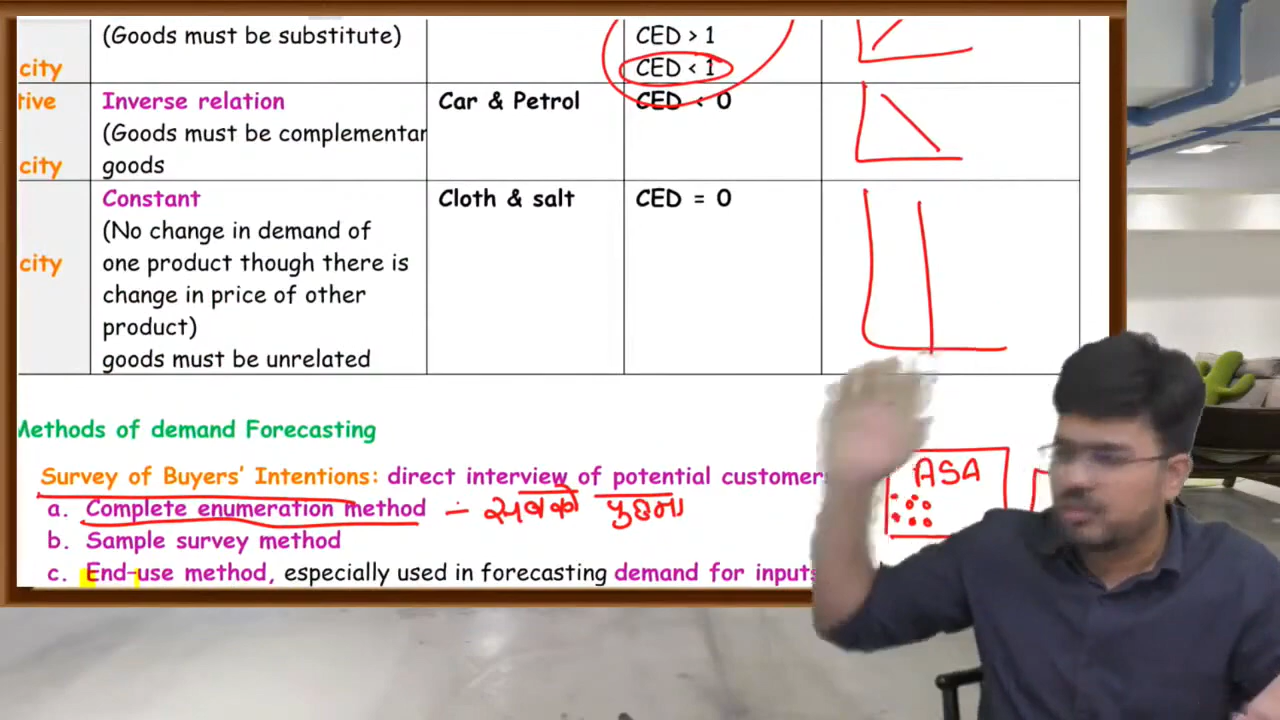 (Goods must be substitute)
CED > 1
city
CED < 1
tive
Inverse relation
Car & Petrol
CED < 0
(Goods must be complementar
city
goods
Constant
Cloth & salt
CED = 0
(No change in demand of
city
one product though there is
change in price of other
product)
goods must be unrelated
Methods of demand Forecasting
Survey of Buyers' Intentions: direct interview of potential customer
ASA
a. Complete enumeration method - सबको पुछना
b. Sample survey method
c. End-use method, especially used in forecasting demand for inputs